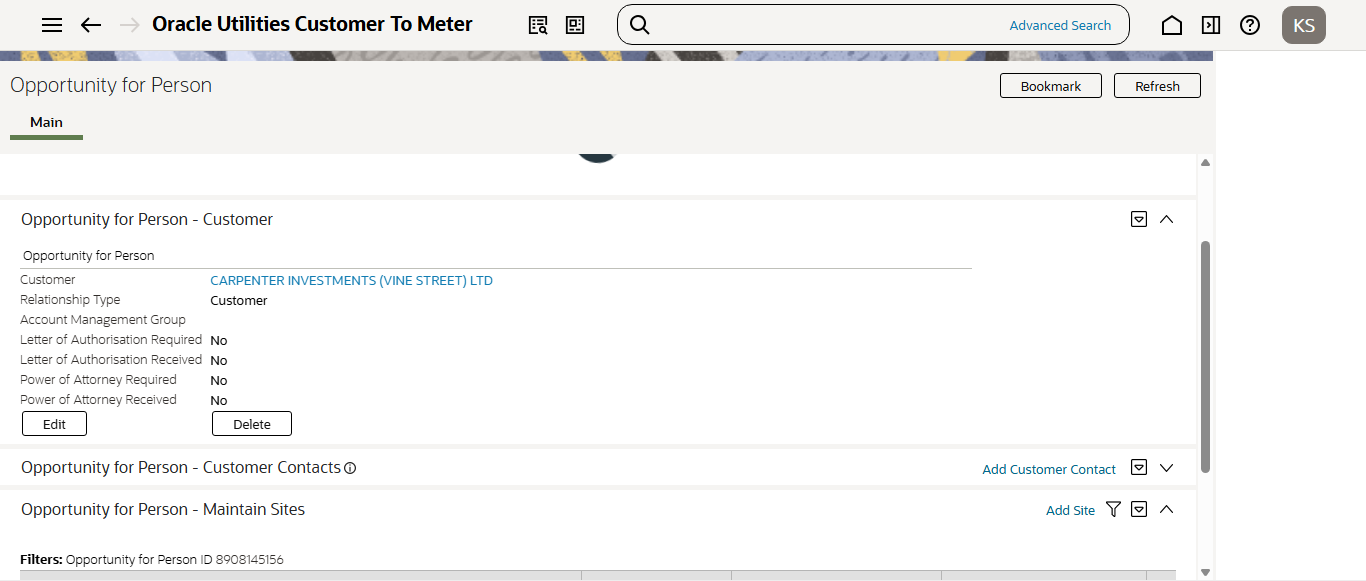 Oracle Utilities Customer To Meter
Advanced Search
KS
Opportunity for Person
Bookmark
Refresh
Main
Opportunity for Person - Customer
Opportunity for Person
Customer CARPENTER INVESTMENTS (VINE STREET) LTD
Relationship Type Customer
Account Management Group
Letter of Authorisation Required No
Letter of Authorisation Received No
Power of Attorney Required No
Power of Attorney Received No
Edit Delete
Opportunity for Person - Customer Contacts
Add Customer Contact
Opportunity for Person - Maintain Sites
Add Site
Filters: Opportunity for Person ID 8908145156